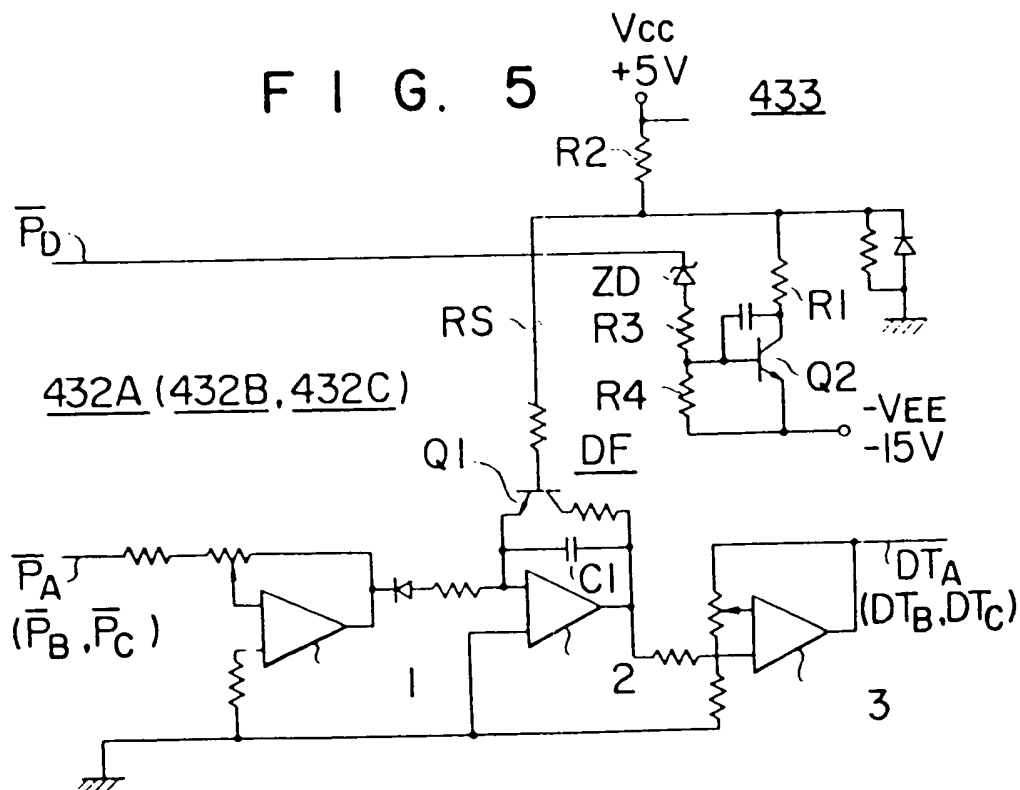 FIG. 5
Vcc
+5V
433
R2
P̅D
ZD
R1
RS
R3
Q2
432A (432B, 432C)
R4
-VEE
-15V
Q1
DF
P̅A
(P̅B, P̅C)
C1
DTA
(DTB, DTC)
1
2
3